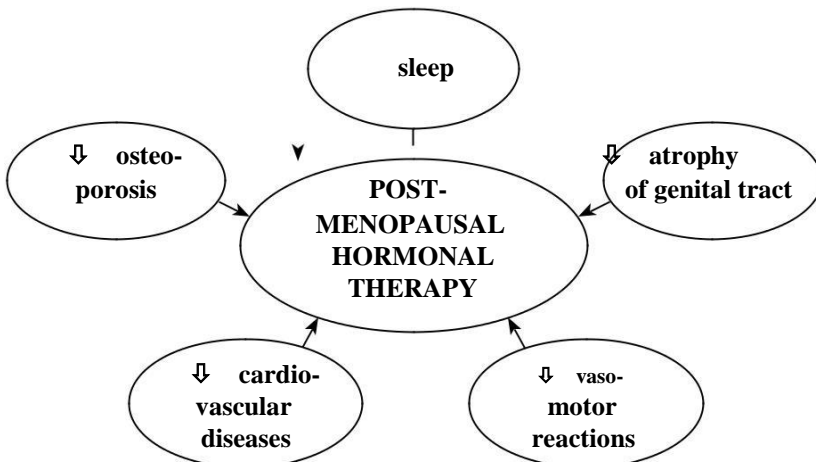 sleep
⇩ osteo-
porosis
⇩ atrophy
of genital tract
POST-
MENOPAUSAL
HORMONAL
THERAPY
⇩ cardio-
vascular
diseases
⇩ vaso-
motor
reactions